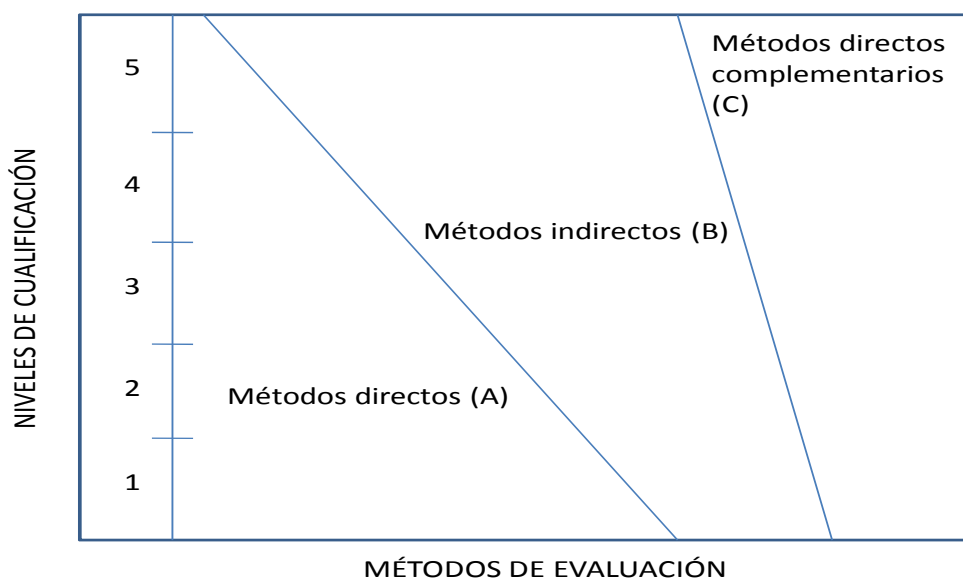 NIVELES DE CUALIFICACIÓN
5
4
3
2
1
Métodos directos
complementarios
(C)
Métodos indirectos (B)
Métodos directos (A)
MÉTODOS DE EVALUACIÓN